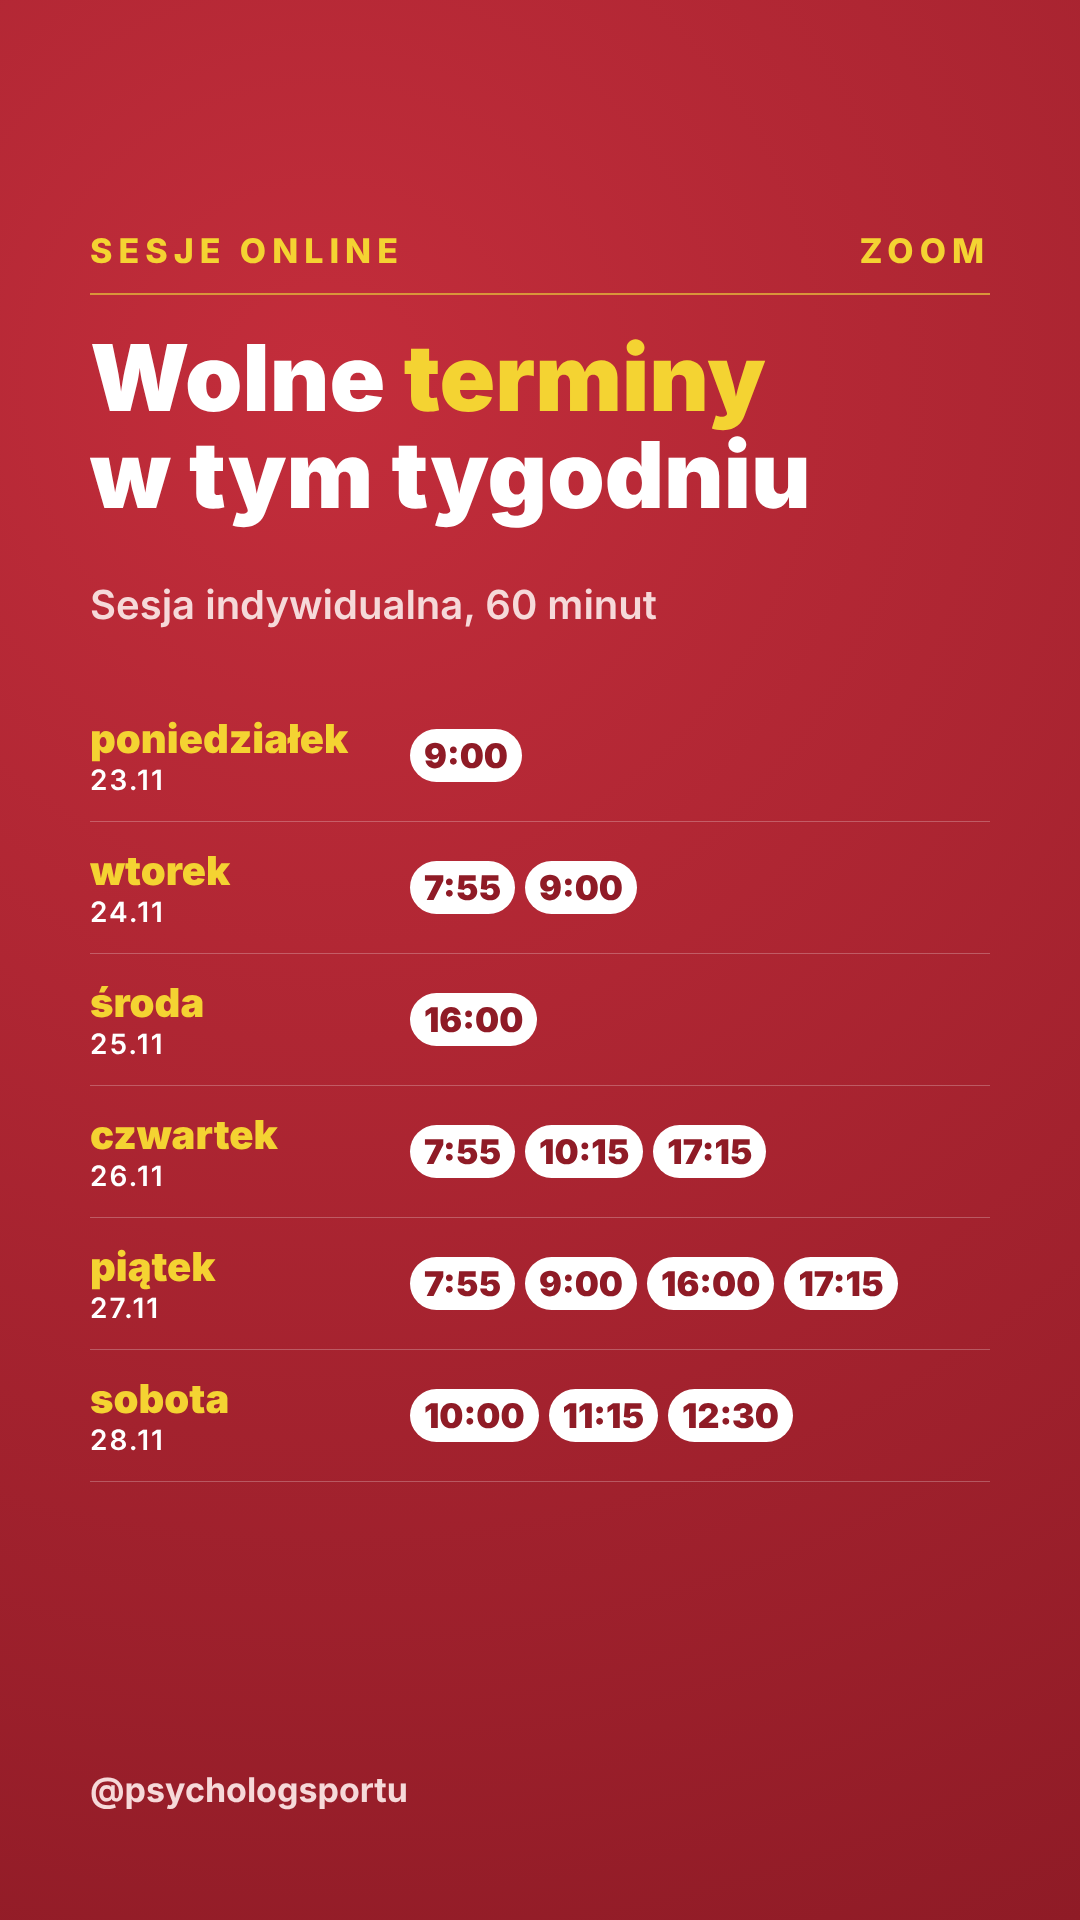 SESJE ONLINE ZOOM
Wolne terminy
w tym tygodniu
Sesja indywidualna, 60 minut
poniedziałek
23.11
9:00
wtorek
24.11
7:55 9:00
środa
25.11
16:00
czwartek
26.11
7:55 10:15 17:15
piątek
27.11
7:55 9:00 16:00 17:15
sobota
28.11
10:00 11:15 12:30
@psychologsportu